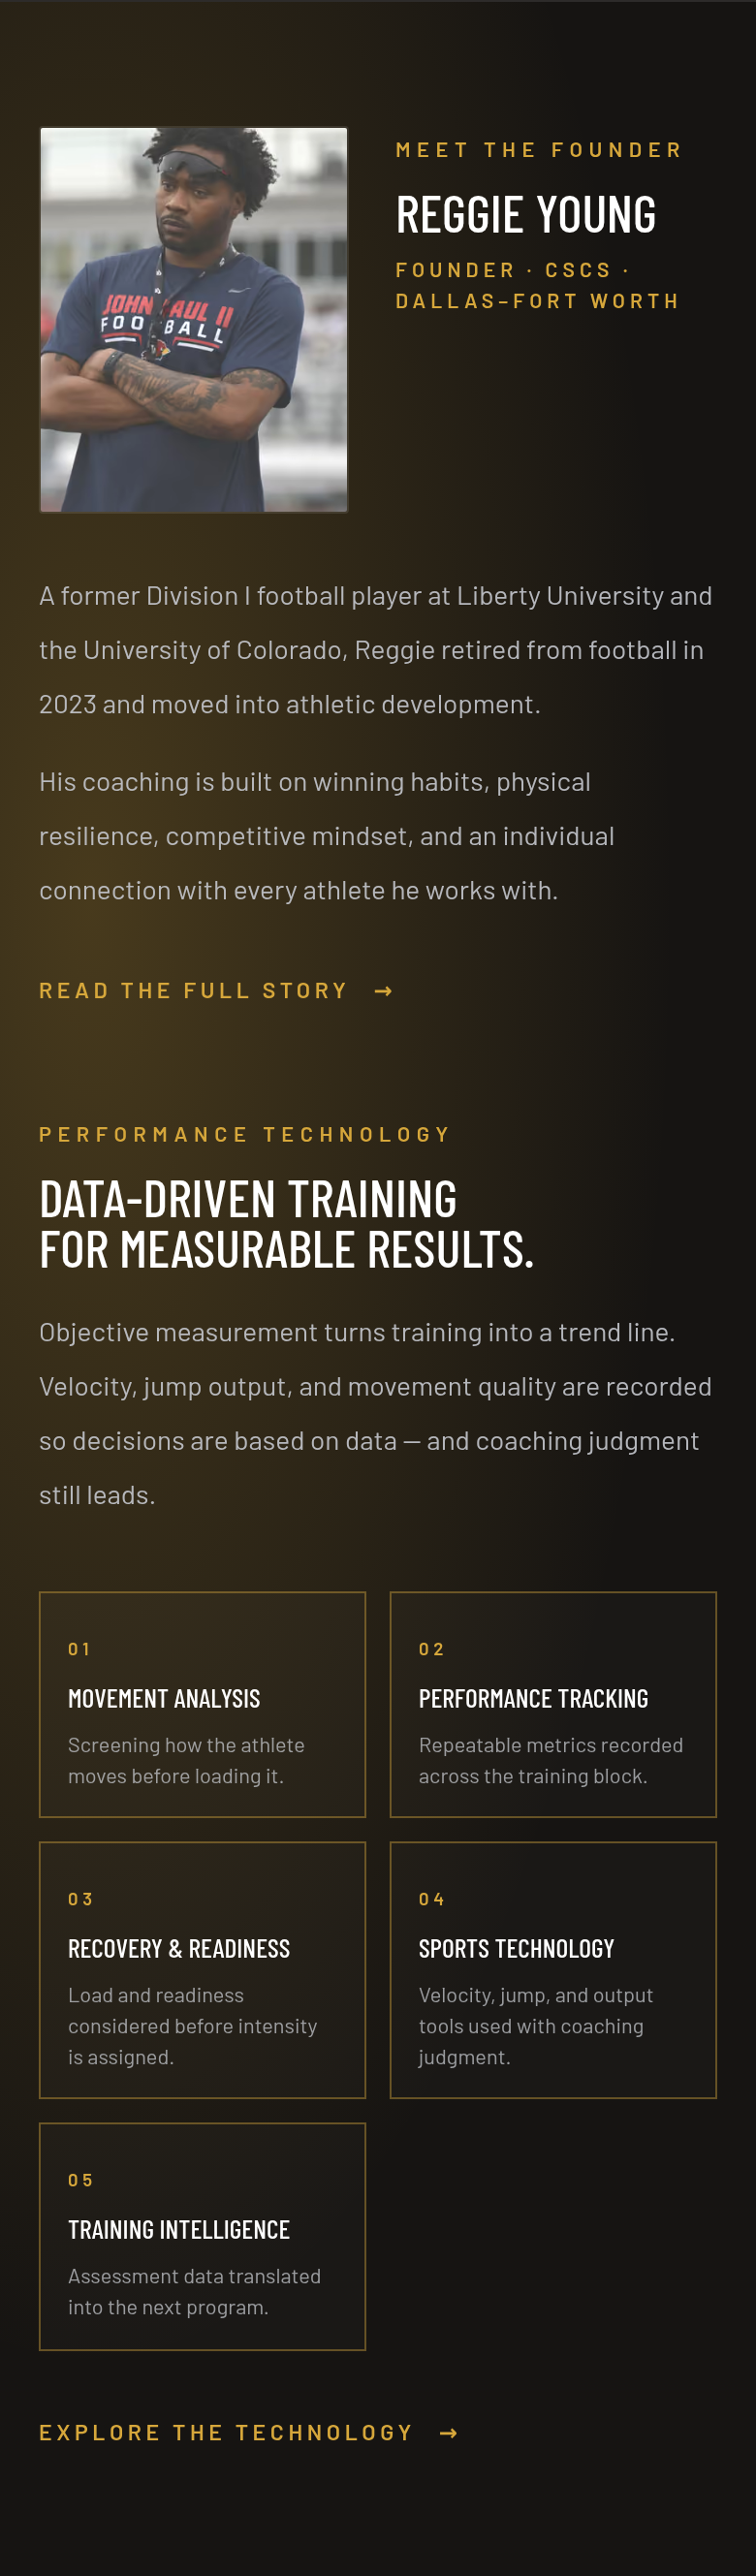 MEET THE FOUNDER
REGGIE YOUNG
FOUNDER · CSCS ·
DALLAS–FORT WORTH
JOHN PAUL II
FOOTBALL
A former Division I football player at Liberty University and
the University of Colorado, Reggie retired from football in
2023 and moved into athletic development.
His coaching is built on winning habits, physical
resilience, competitive mindset, and an individual
connection with every athlete he works with.
READ THE FULL STORY →
PERFORMANCE TECHNOLOGY
DATA-DRIVEN TRAINING
FOR MEASURABLE RESULTS.
Objective measurement turns training into a trend line.
Velocity, jump output, and movement quality are recorded
so decisions are based on data — and coaching judgment
still leads.
01
MOVEMENT ANALYSIS
Screening how the athlete
moves before loading it.
02
PERFORMANCE TRACKING
Repeatable metrics recorded
across the training block.
03
RECOVERY & READINESS
Load and readiness
considered before intensity
is assigned.
04
SPORTS TECHNOLOGY
Velocity, jump, and output
tools used with coaching
judgment.
05
TRAINING INTELLIGENCE
Assessment data translated
into the next program.
EXPLORE THE TECHNOLOGY →